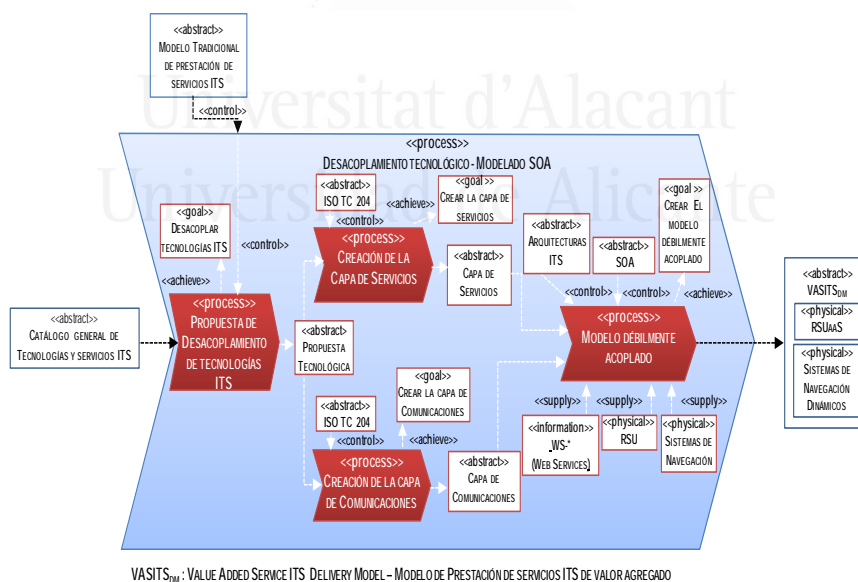 <<abstract>>
MODELO TRADICIONAL
DE PRESTACIÓN DE
SERVICIOS ITS
Universitat d'Alacant
Universidad de Alicante
<<control>>
<<process>>
DESACOPLAMIENTO TECNOLÓGICO - MODELADO SOA
<<goal>>
DESACOPLAR
TECNOLOGÍAS ITS
<<control>>
<<achieve>>
<<abstract>>
CATÁLOGO GENERAL DE
TECNOLOGÍAS Y SERVICIOS ITS
<<process>>
PROPUESTA DE
DESACOPLAMIENTO
DE TECNOLOGÍAS
ITS
<<abstract>>
PROPUESTA
TECNOLÓGICA
<<abstract>>
ISO TC 204
<<control>>
<<achieve>>
<<goal>>
CREAR LA CAPA DE
SERVICIOS
<<process>>
CREACIÓN DE LA
CAPA DE SERVICIOS
<<abstract>>
CAPA DE
SERVICIOS
<<abstract>>
ISO TC 204
<<control>>
<<achieve>>
<<goal>>
CREAR LA CAPA DE
COMUNICACIONES
<<process>>
CREACIÓN DE LA CAPA
DE COMUNICACIONES
<<abstract>>
CAPA DE
COMUNICACIONES
<<abstract>>
ARQUITECTURAS
ITS
<<abstract>>
SOA
<<goal>>
CREAR EL
MODELO
DÉBILMENTE
ACOPLADO
<<control>>
<<control>>
<<achieve>>
<<process>>
MODELO DÉBILMENTE
ACOPLADO
<<supply>>
<<supply>>
<<supply>>
<<information>>
WS-*
(WEB SERVICES)
<<physical>>
RSU
<<physical>>
SISTEMAS DE
NAVEGACIÓN
<<abstract>>
VASITSDM
<<physical>>
RSUAAS
<<physical>>
SISTEMAS DE
NAVEGACIÓN
DINÁMICOS
VASITSDM : VALUE ADDED SERVICE ITS DELIVERY MODEL – MODELO DE PRESTACIÓN DE SERVICIOS ITS DE VALOR AGREGADO